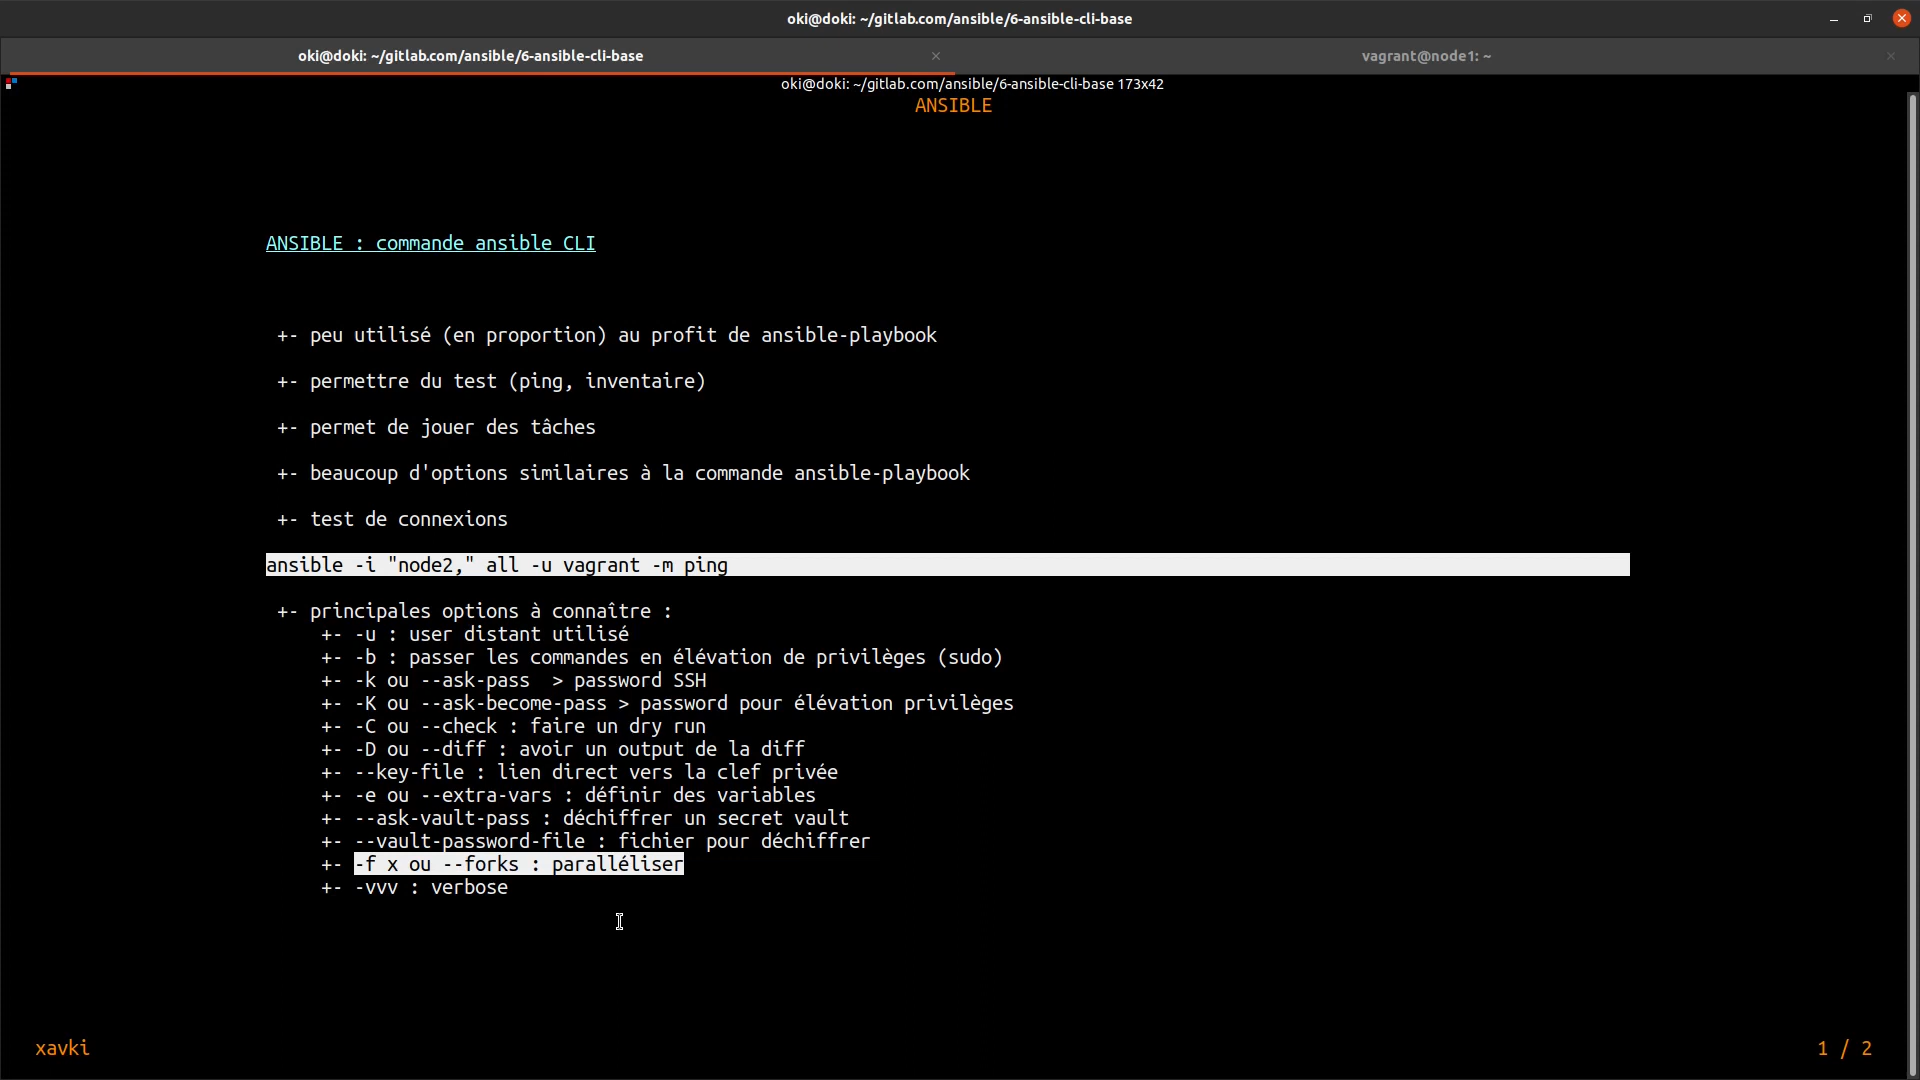 oki@doki: ~/gitlab.com/ansible/6-ansible-cli-base
oki@doki: ~/gitlab.com/ansible/6-ansible-cli-base
vagrant@node1: ~
oki@doki: ~/gitlab.com/ansible/6-ansible-cli-base 173x42
ANSIBLE
ANSIBLE : commande ansible CLI
+- peu utilisé (en proportion) au profit de ansible-playbook
+- permettre du test (ping, inventaire)
+- permet de jouer des tâches
+- beaucoup d'options similaires à la commande ansible-playbook
+- test de connexions
ansible -i "node2," all -u vagrant -m ping
+- principales options à connaître :
+- -u : user distant utilisé
+- -b : passer les commandes en élévation de privilèges (sudo)
+- -k ou --ask-pass  > password SSH
+- -K ou --ask-become-pass > password pour élévation privilèges
+- -C ou --check : faire un dry run
+- -D ou --diff : avoir un output de la diff
+- --key-file : lien direct vers la clef privée
+- -e ou --extra-vars : définir des variables
+- --ask-vault-pass : déchiffrer un secret vault
+- --vault-password-file : fichier pour déchiffrer
+- -f x ou --forks : paralléliser
+- -vvv : verbose
xavki
1 / 2